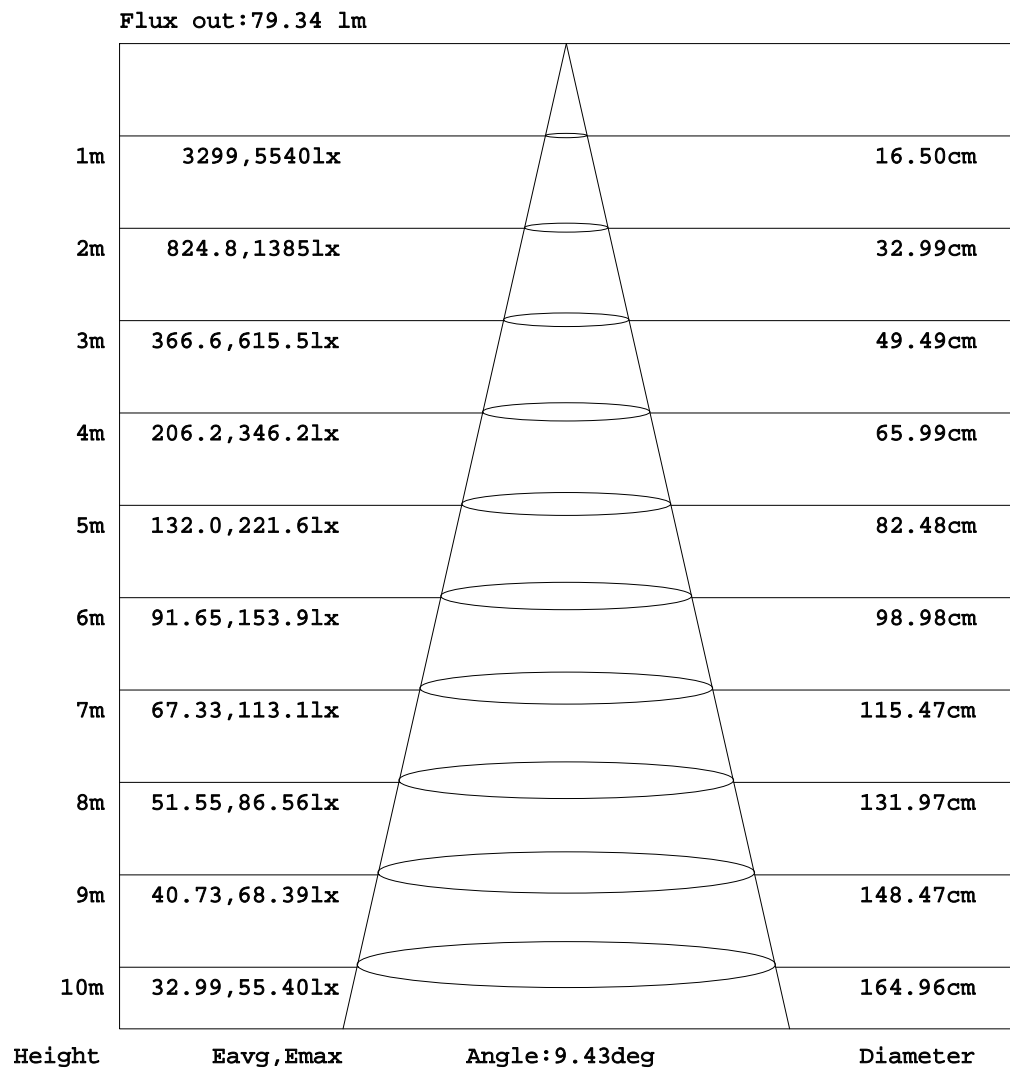 Flux out:79.34 lm
1m 3299,5540lx 16.50cm
2m 824.8,1385lx 32.99cm
3m 366.6,615.5lx 49.49cm
4m 206.2,346.2lx 65.99cm
5m 132.0,221.6lx 82.48cm
6m 91.65,153.9lx 98.98cm
7m 67.33,113.1lx 115.47cm
8m 51.55,86.56lx 131.97cm
9m 40.73,68.39lx 148.47cm
10m 32.99,55.40lx 164.96cm
Height Eavg,Emax Angle:9.43deg Diameter